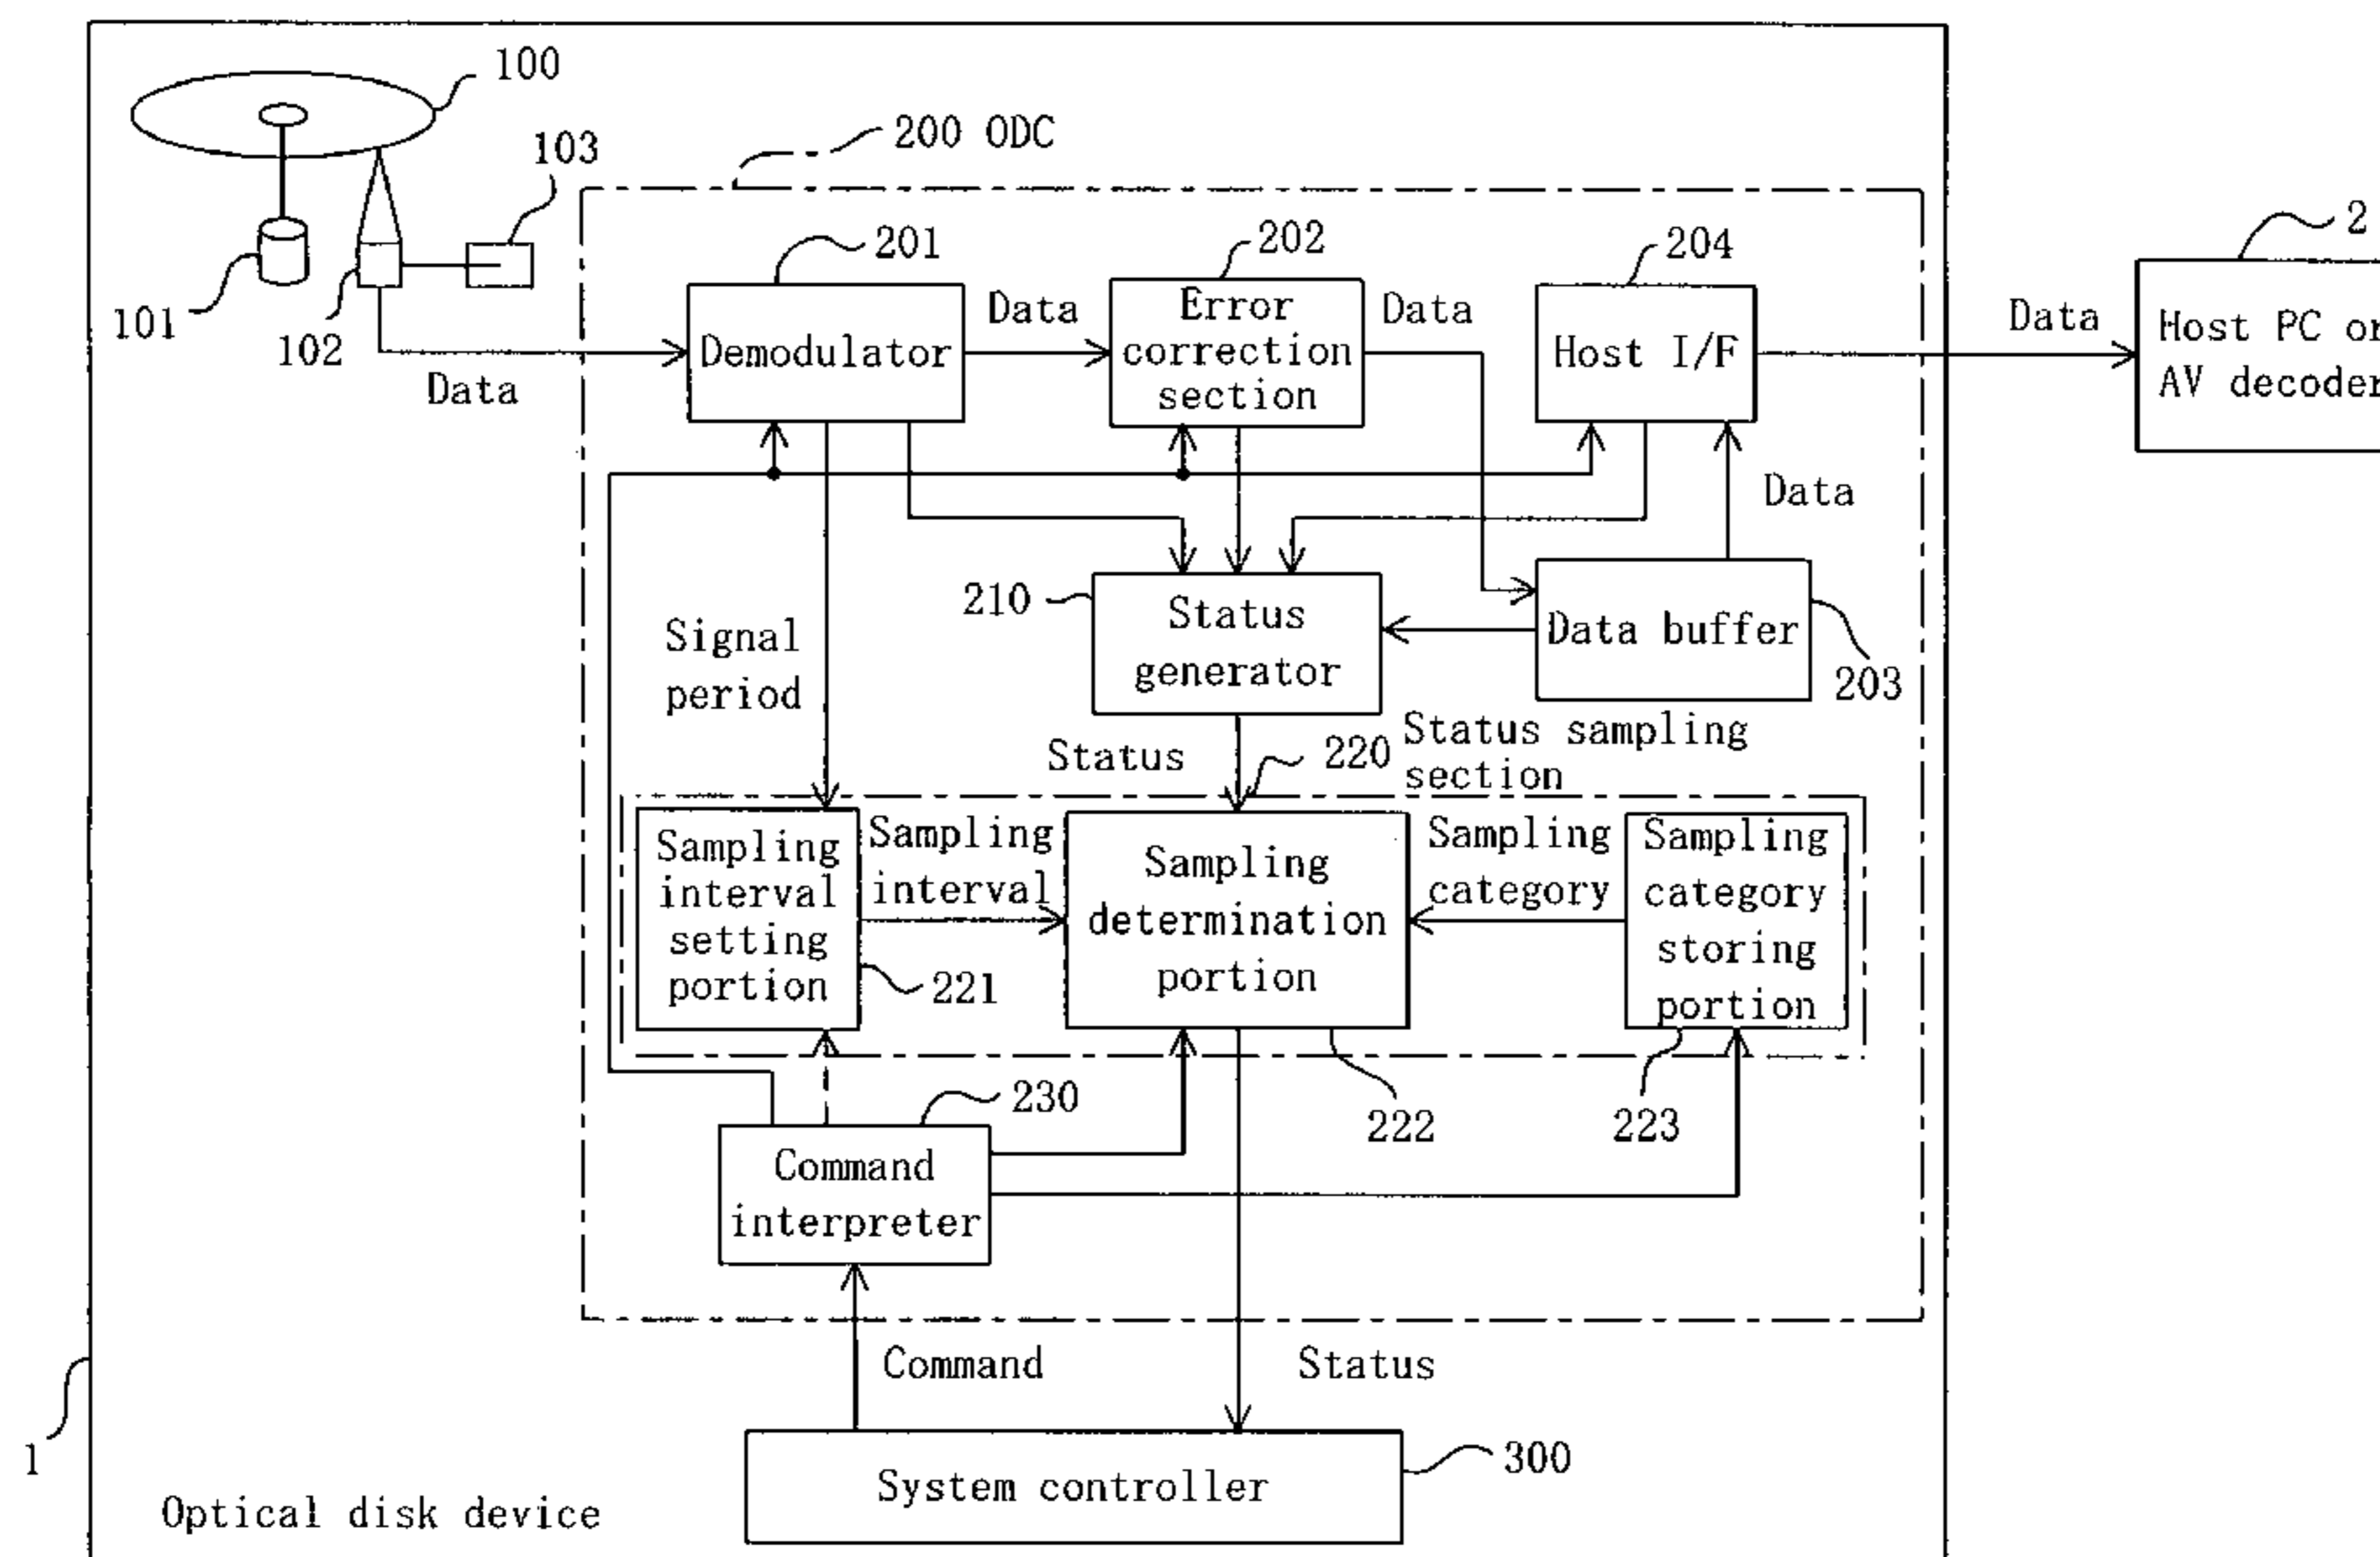 100
200 ODC
103
2
201
202
204
101
102
Data
Demodulator
Data
Error
correction
section
Data
Host I/F
Data
Host PC or
AV decoder
Data
210
Status
generator
Data buffer
203
Signal
period
Status
220
Status sampling
section
Sampling
interval
setting
portion
221
Sampling
interval
Sampling
determination
portion
Sampling
category
Sampling
category
storing
portion
230
222
223
Command
interpreter
Command
Status
1
System controller
300
Optical disk device